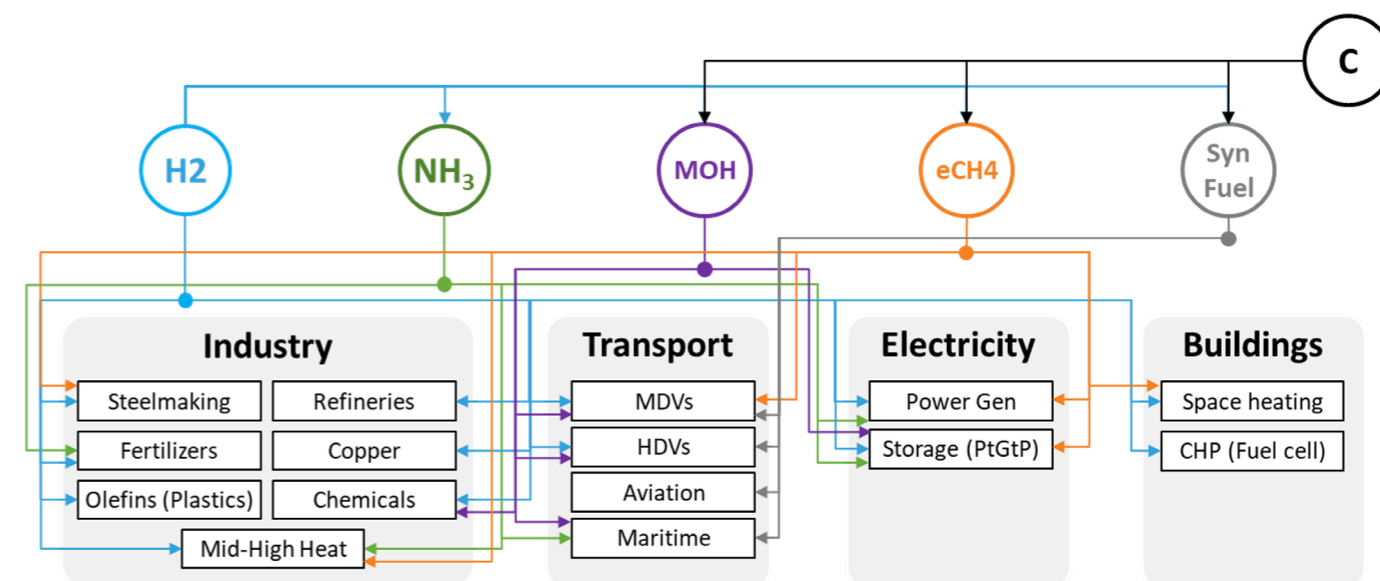 C
H2
NH₃
MOH
eCH4
Syn
Fuel
Industry
Steelmaking
Refineries
Fertilizers
Copper
Olefins (Plastics)
Chemicals
Mid-High Heat
Transport
MDVs
HDVs
Aviation
Maritime
Electricity
Power Gen
Storage (PtGtP)
Buildings
Space heating
CHP (Fuel cell)